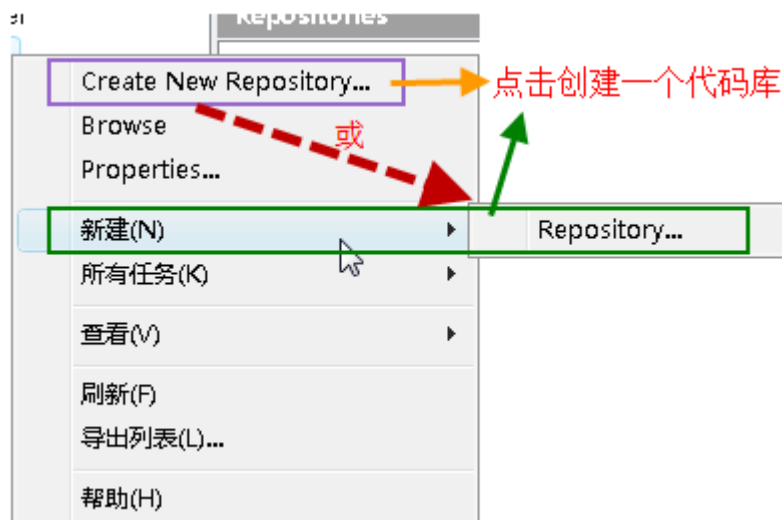 Repositories
Create New Repository...
点击创建一个代码库
Browse
或
Properties...
新建(N)
Repository...
所有任务(K)
查看(V)
刷新(F)
导出列表(L)...
帮助(H)